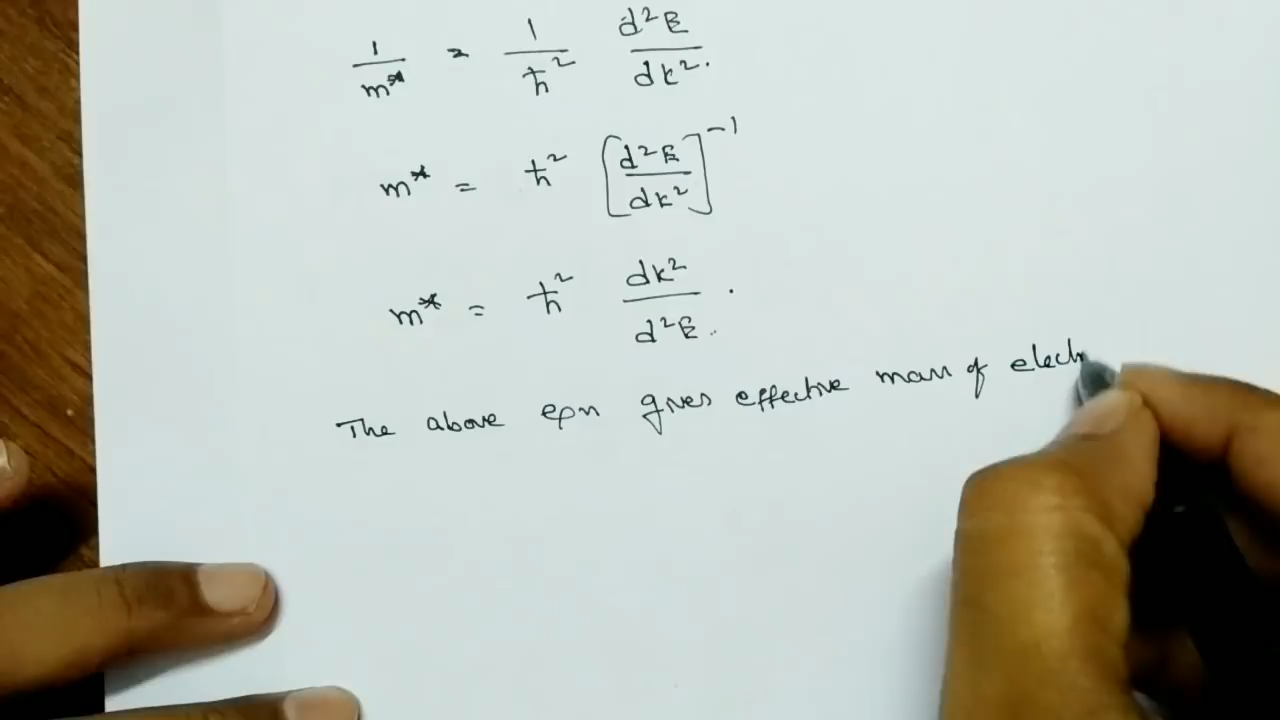 1/m* = 1/ħ² d²E/dk².
m* = ħ² [d²E/dk²]⁻¹
m* = ħ² dk²/d²E.
The above eqn gives effective mass of electr